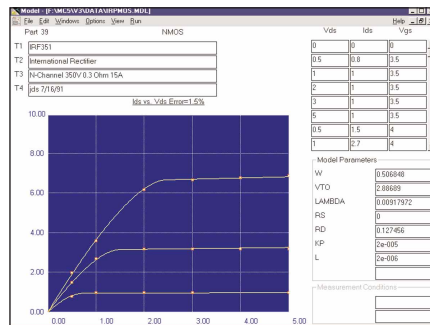 Model - [F:\MC5\V3\DATA\IRPMOS.MDL]
File Edit Windows Options View Run Help
Part 39 NMOS
T1 IRF351
T2 International Rectifier
T3 N-Channel 350V 0.3 Ohm 15A
T4 jds 7/16/91
Ids vs. Vds Error=1.5%
10.00
8.00
6.00
4.00
2.00
0.00
0.00 1.00 2.00 3.00 4.00 5.00
Vds Ids Vgs
0 0 0
0.5 0.8 3.5
1 1 3.5
2 1 3.5
3 1 3.5
5 1 3.5
0.5 1.5 4
1 2.7 4
Model Parameters
W 0.506848
VTO 2.86689
LAMBDA 0.00917972
RS 0
RD 0.127456
KP 2e-005
L 2e-006
Measurement Conditions